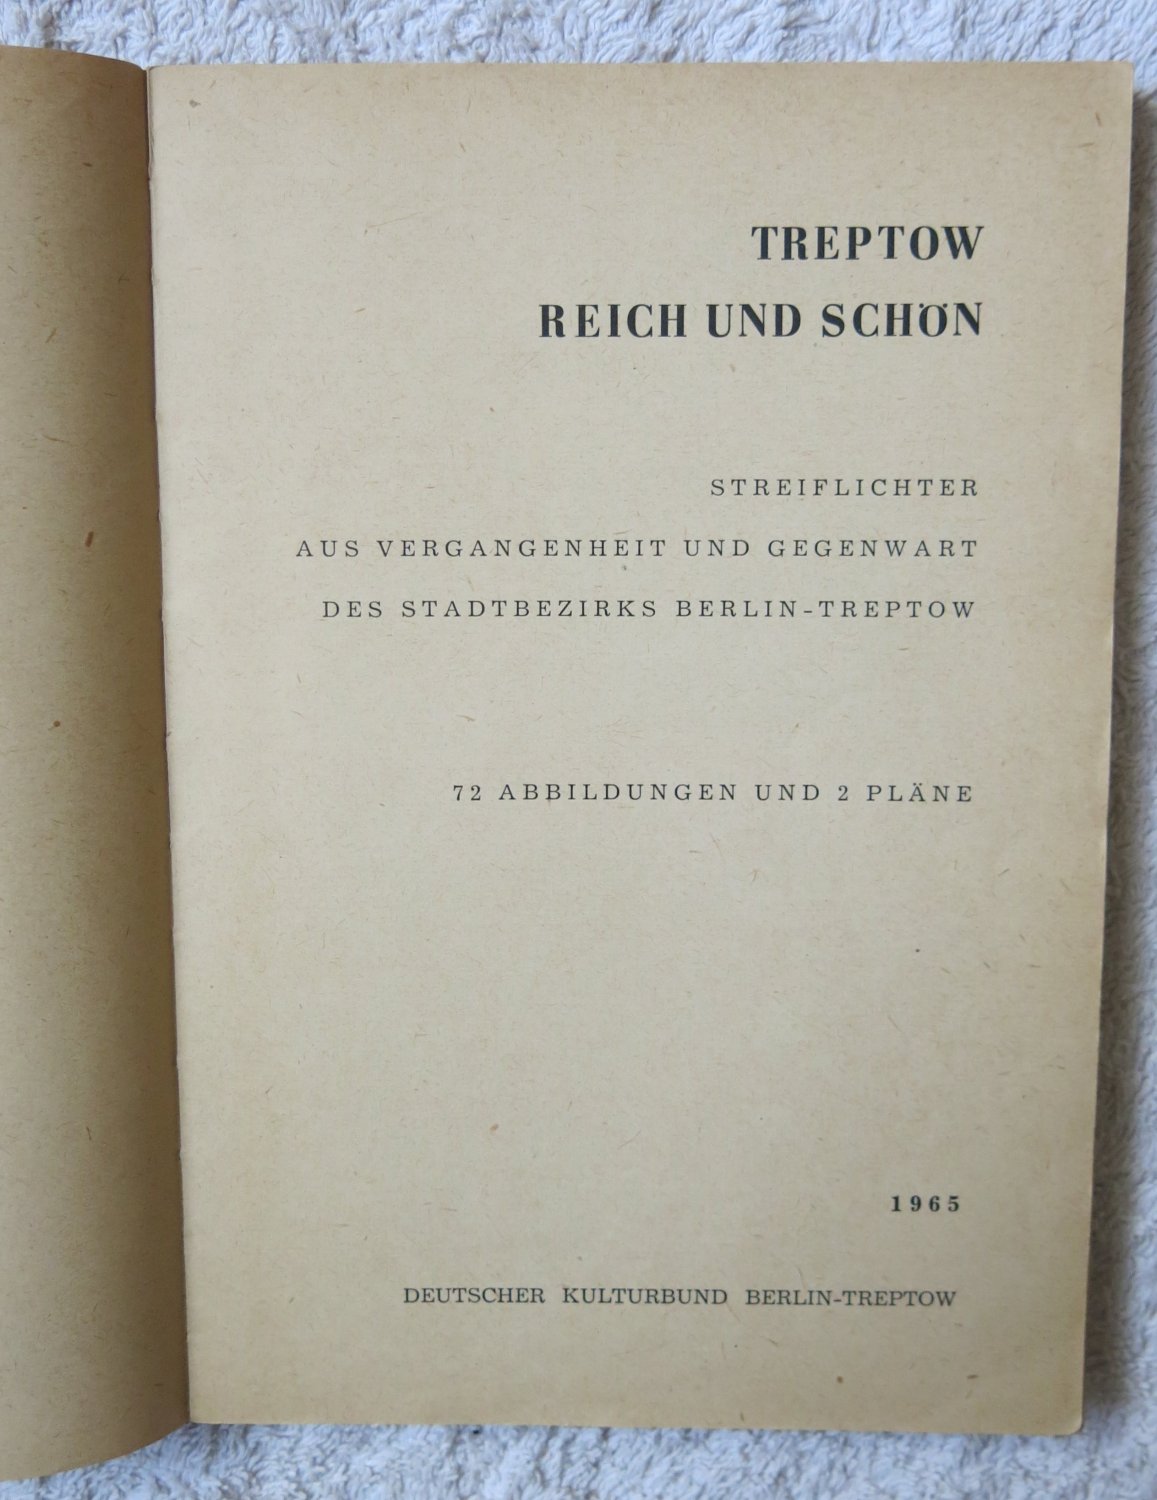 TREPTOW
REICH UND SCHÖN
STREIFLICHTER
AUS VERGANGENHEIT UND GEGENWART
DES STADTBEZIRKS BERLIN-TREPTOW
72 ABBILDUNGEN UND 2 PLÄNE
1965
DEUTSCHER KULTURBUND BERLIN-TREPTOW